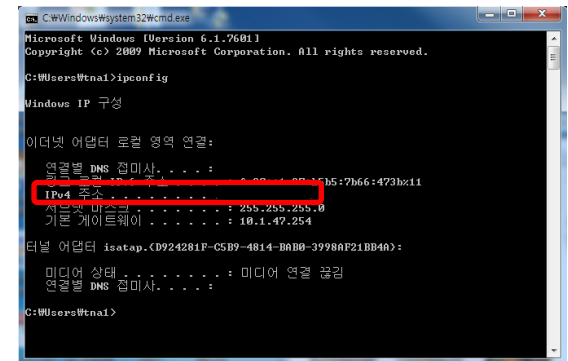 C:₩Windows₩system32₩cmd.exe
Microsoft Windows [Version 6.1.7601]
Copyright (c) 2009 Microsoft Corporation. All rights reserved.
C:₩Users₩tna1>ipconfig
Windows IP 구성
이더넷 어댑터 로컬 영역 연결:
연결별 DNS 접미사. . . . :
b5b5:7b66:473b%11
IPv4 주소 . . . . . . . . .
서브넷 마스크 . . . . . . . : 255.255.255.0
기본 게이트웨이 . . . . . . : 10.1.47.254
터널 어댑터 isatap.{D924281F-C5B9-4814-BAB0-3998AF21BB4A}:
미디어 상태 . . . . . . . . : 미디어 연결 끊김
연결별 DNS 접미사. . . . :
C:₩Users₩tna1>